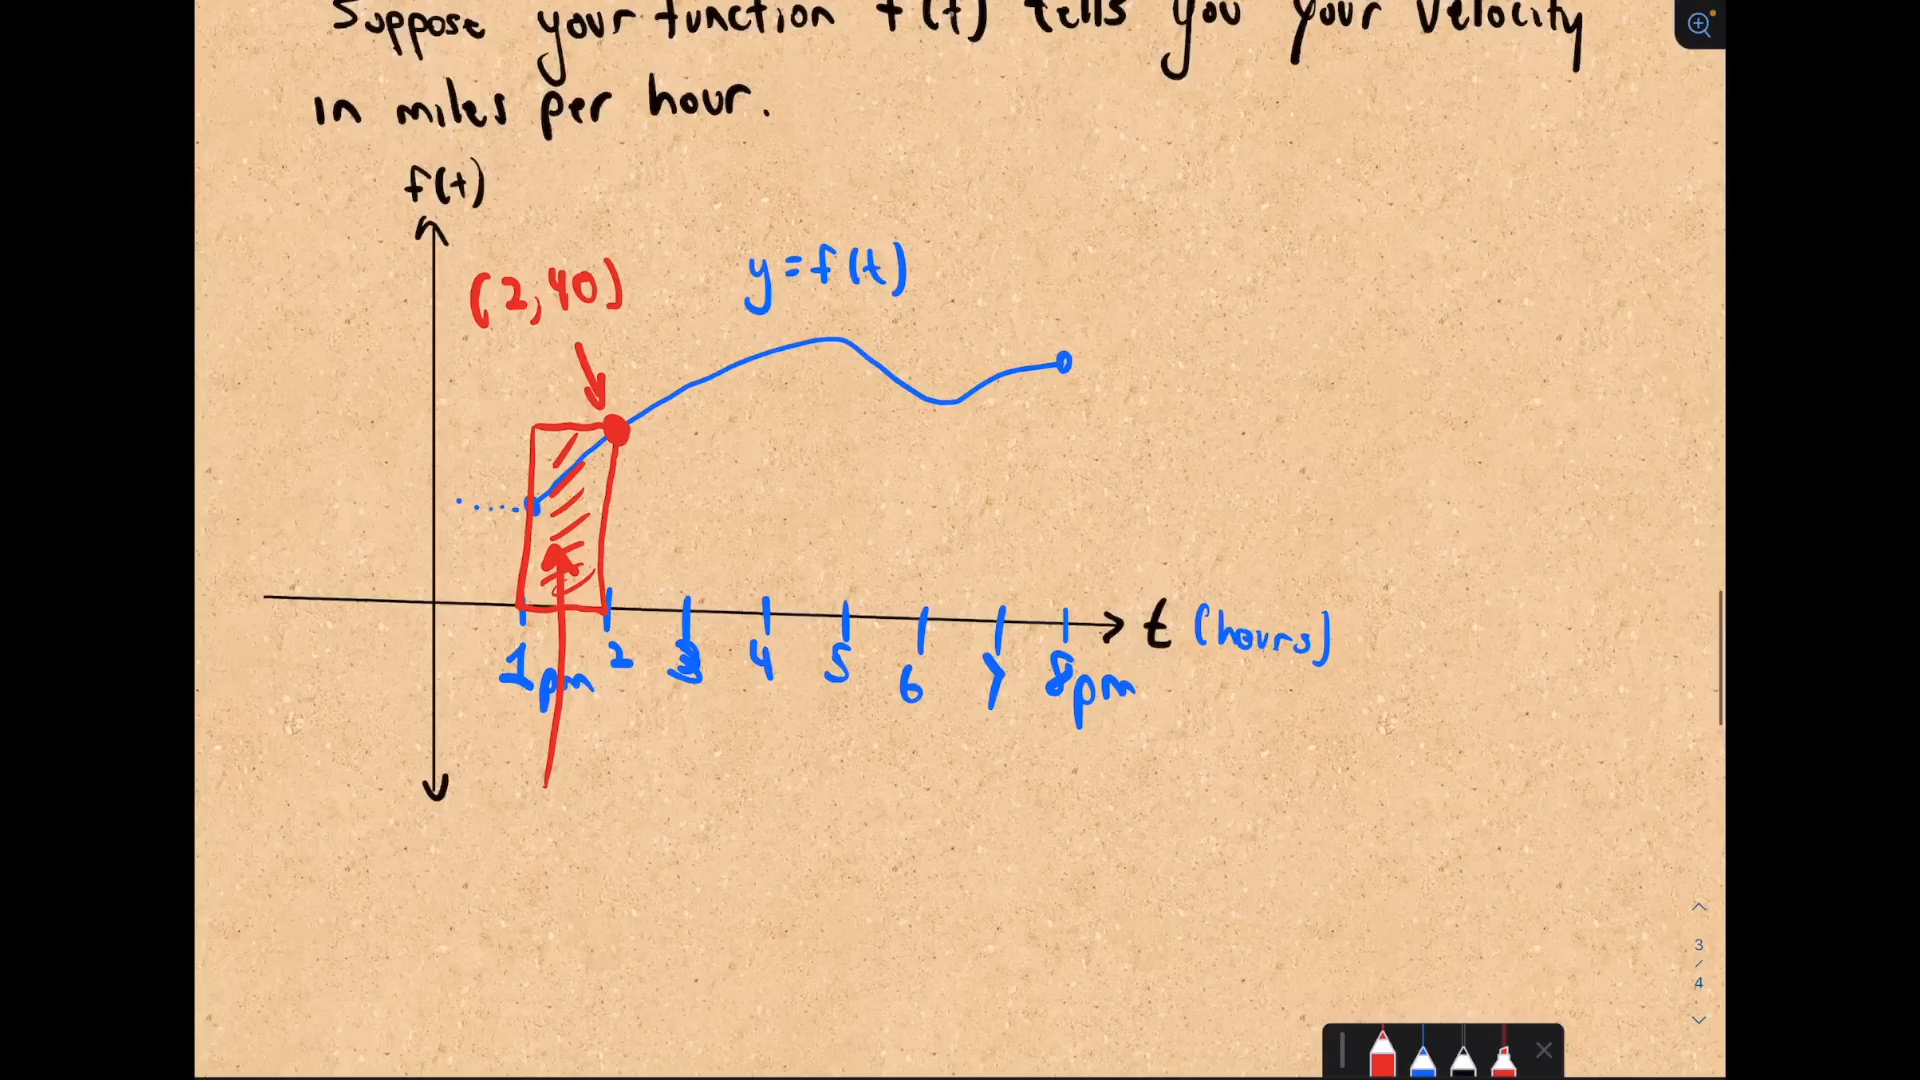 Suppose your function f(t) tells you your velocity
in miles per hour.
f(t)
(2,40)
y=f(t)
1pm 2 3 4 5 6 7 8pm
t (hours)
3
/
4